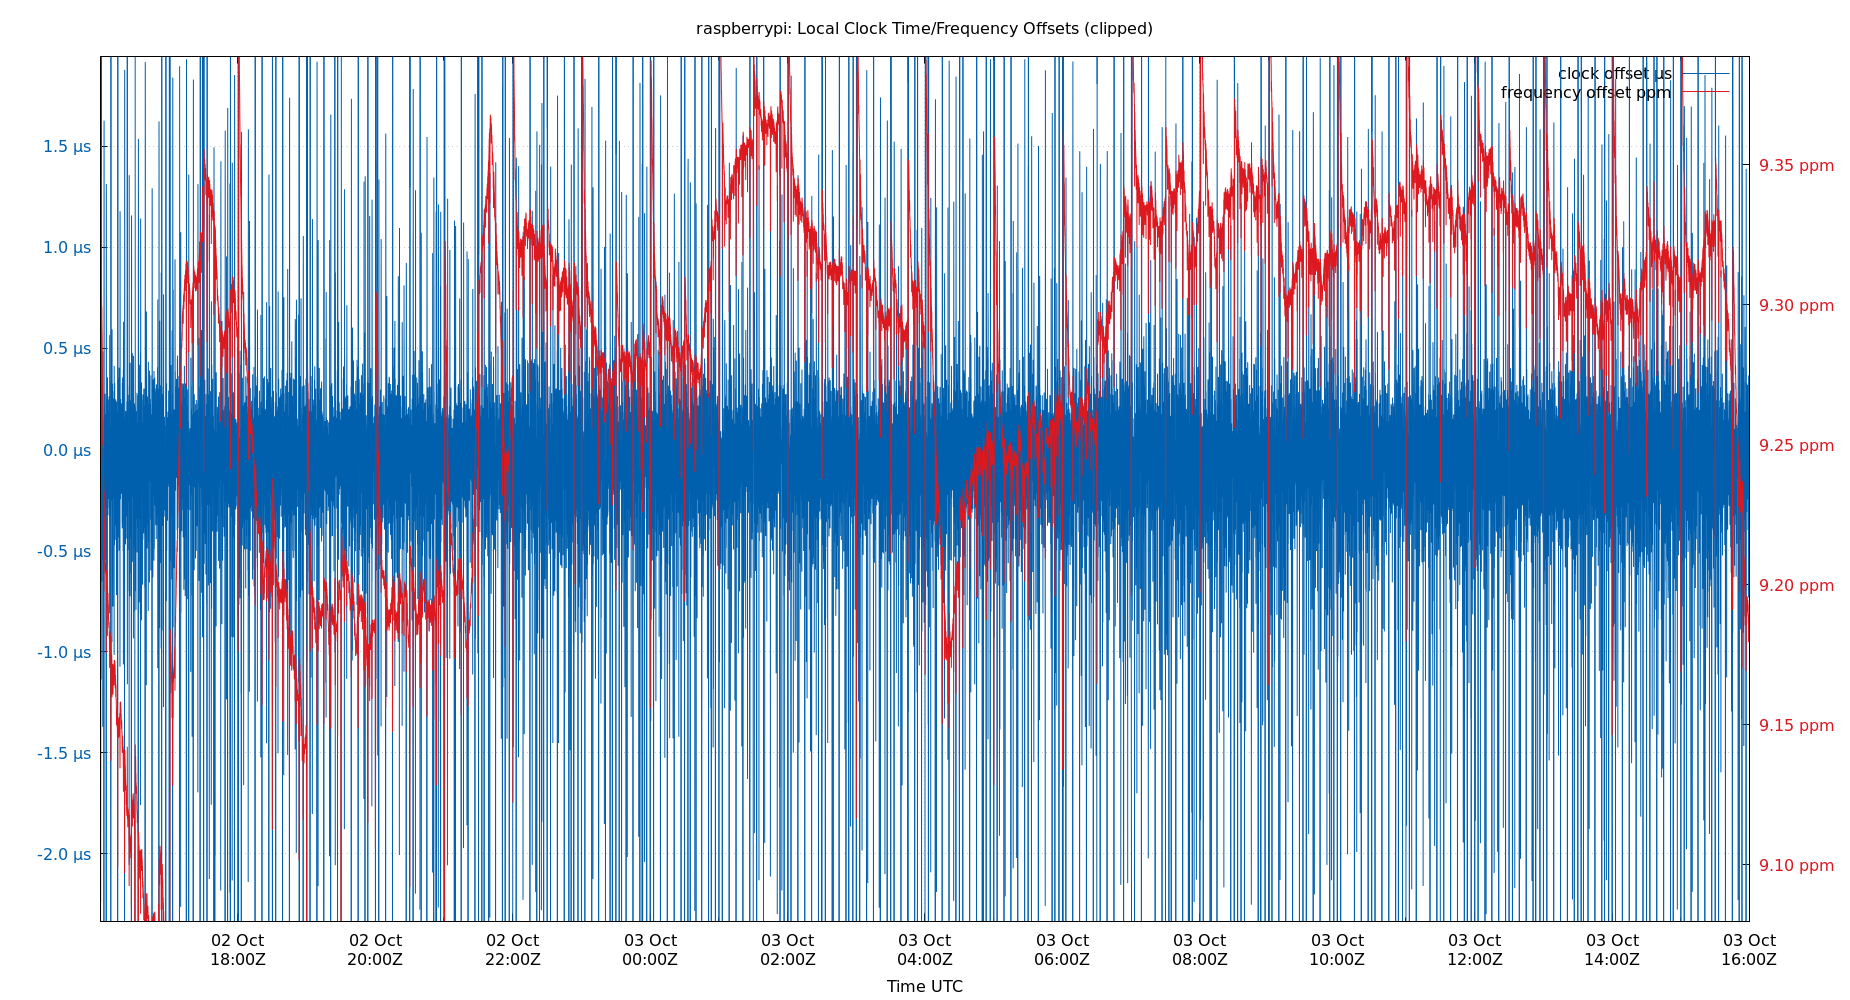 raspberrypi: Local Clock Time/Frequency Offsets (clipped)
clock offset µs
frequency offset ppm
1.5 µs
1.0 µs
0.5 µs
0.0 µs
-0.5 µs
-1.0 µs
-1.5 µs
-2.0 µs
9.35 ppm
9.30 ppm
9.25 ppm
9.20 ppm
9.15 ppm
9.10 ppm
02 Oct 02 Oct 02 Oct 03 Oct 03 Oct 03 Oct 03 Oct 03 Oct 03 Oct 03 Oct 03 Oct 03 Oct
18:00Z 20:00Z 22:00Z 00:00Z 02:00Z 04:00Z 06:00Z 08:00Z 10:00Z 12:00Z 14:00Z 16:00Z
Time UTC